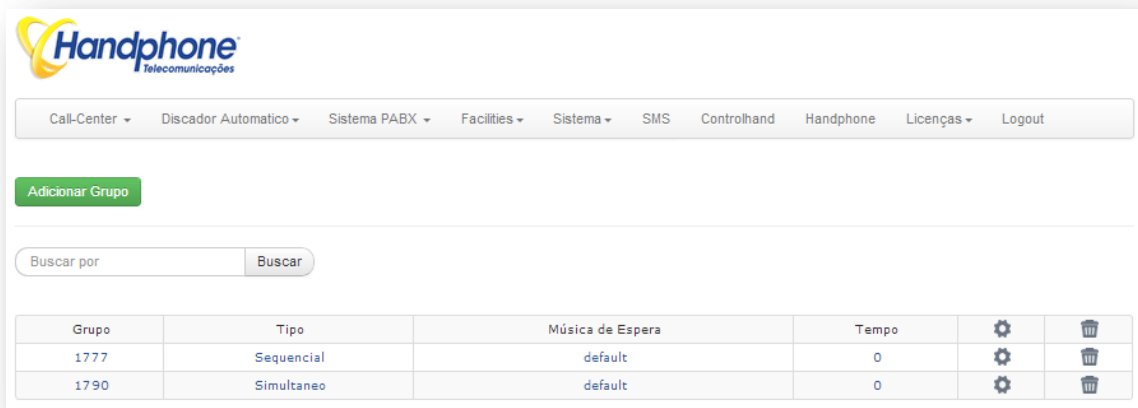 Handphone
Telecomunicações
Call-Center Discador Automatico Sistema PABX Facilities Sistema SMS Controlhand Handphone Licenças Logout
Adicionar Grupo
Buscar por Buscar
Grupo Tipo Música de Espera Tempo
1777 Sequencial default 0
1790 Simultaneo default 0